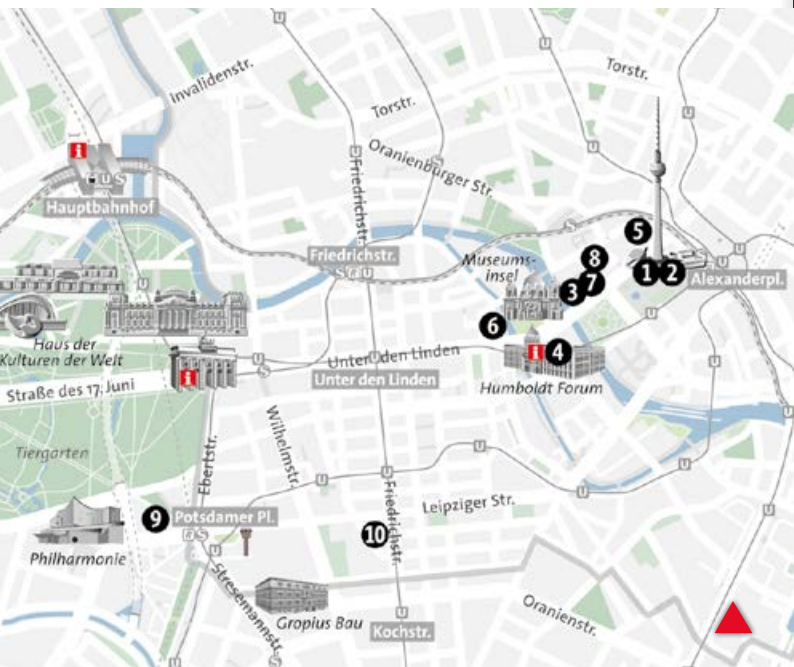 Invalidenstr.
Torstr.
Torstr.
Oranienburger Str.
Friedrichstr.
i
U S
Hauptbahnhof
Friedrichstr.
S R U
Museums-
insel
5
8
7
3
1
2
Alexanderpl.
6
Haus der
Kulturen der Welt
Unter den Linden
Unter den Linden
i
4
i
Humboldt Forum
Straße des 17. Juni
Tiergarten
Ebertstr.
Wilhelmstr.
Friedrichstr.
Leipziger Str.
9
Potsdamer Pl.
R S
10
Philharmonie
Stresemannstr.
Gropius Bau
Kochstr.
Oranienstr.